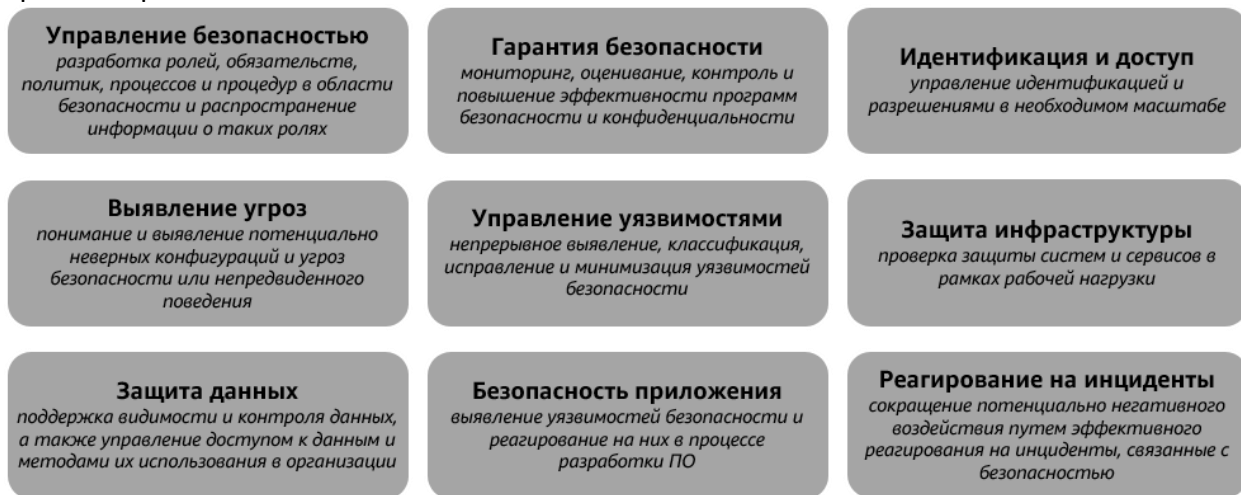 Управление безопасностью
разработка ролей, обязательств,
политик, процессов и процедур в области
безопасности и распространение
информации о таких ролях
Гарантия безопасности
мониторинг, оценивание, контроль и
повышение эффективности программ
безопасности и конфиденциальности
Идентификация и доступ
управление идентификацией и
разрешениями в необходимом масштабе
Выявление угроз
понимание и выявление потенциально
неверных конфигураций и угроз
безопасности или непредвиденного
поведения
Управление уязвимостями
непрерывное выявление, классификация,
исправление и минимизация уязвимостей
безопасности
Защита инфраструктуры
проверка защиты систем и сервисов в
рамках рабочей нагрузки
Защита данных
поддержка видимости и контроля данных,
а также управление доступом к данным и
методами их использования в организации
Безопасность приложения
выявление уязвимостей безопасности и
реагирование на них в процессе
разработки ПО
Реагирование на инциденты
сокращение потенциально негативного
воздействия путем эффективного
реагирования на инциденты, связанные с
безопасностью